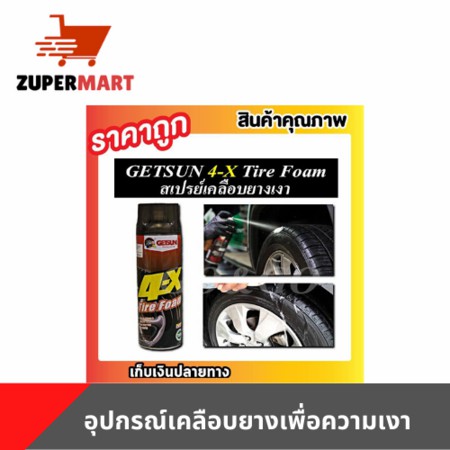 ZUPERMART
ราคาถูก
สินค้าคุณภาพ
GETSUN 4-X Tire Foam
สเปรย์เคลือบยางเงา
GETSUN
4-X
Tire Foam
เก็บเงินปลายทาง
อุปกรณ์เคลือบยางเพื่อความเงา